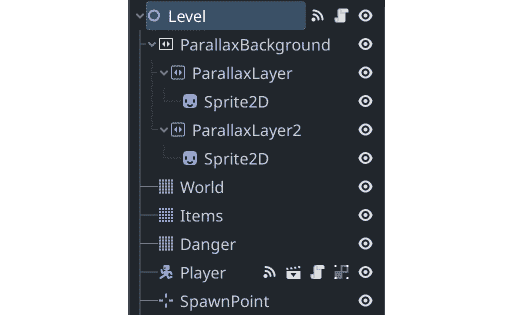 Level
ParallaxBackground
ParallaxLayer
Sprite2D
ParallaxLayer2
Sprite2D
World
Items
Danger
Player
SpawnPoint